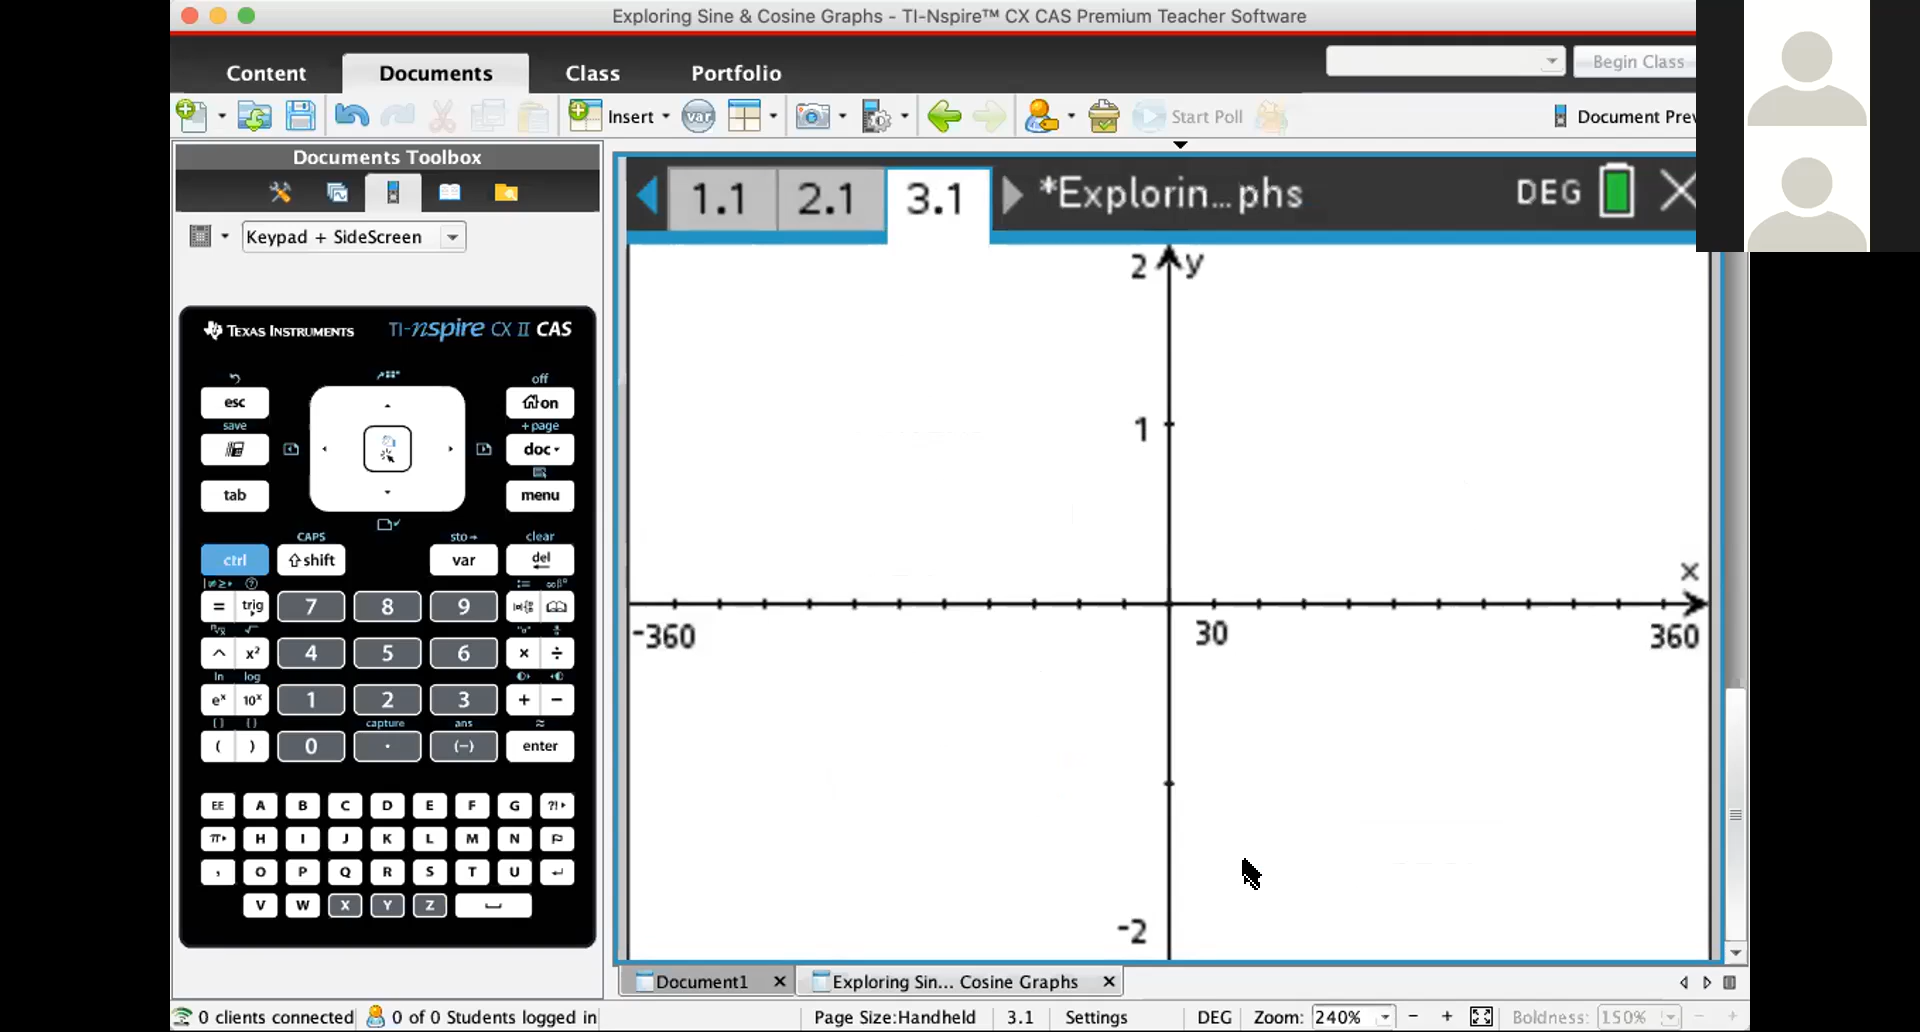 Exploring Sine & Cosine Graphs - TI-Nspire™ CX CAS Premium Teacher Software
Content Documents Class Portfolio Begin Class
Insert Start Poll Document Prev
Documents Toolbox
1.1 2.1 3.1 *Explorin...phs DEG
Keypad + SideScreen
TEXAS INSTRUMENTS TI-nspire CX II CAS
off
esc on
save + page
doc
tab menu
CAPS sto→ clear
ctrl shift var del
= trig 7 8 9
^ x² 4 5 6 × ÷
ln log
eˣ 10ˣ 1 2 3 + −
capture ans ≈
( ) 0 . (−) enter
EE A B C D E F G ?!▸
π▸ H I J K L M N
, O P Q R S T U
V W X Y Z
2 y
1
x
-360 30 360
-2
Document1 Exploring Sin... Cosine Graphs
0 clients connected 0 of 0 Students logged in Page Size:Handheld 3.1 Settings DEG Zoom: 240% − + Boldness: 150% − +